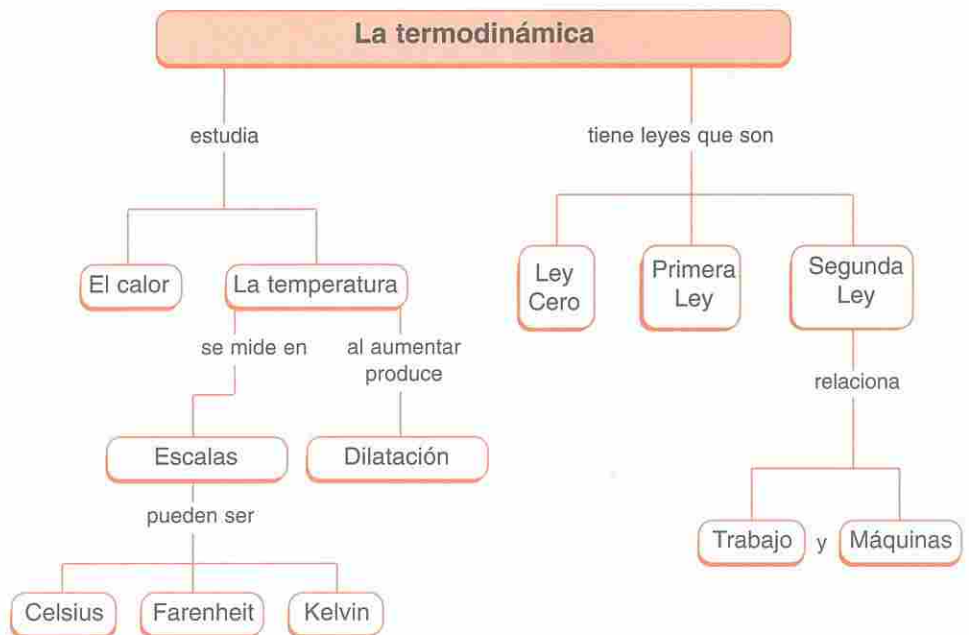 La termodinámica
estudia
tiene leyes que son
El calor
La temperatura
Ley
Cero
Primera
Ley
Segunda
Ley
se mide en
al aumentar
produce
relaciona
Escalas
Dilatación
pueden ser
Trabajo y Máquinas
Celsius
Farenheit
Kelvin